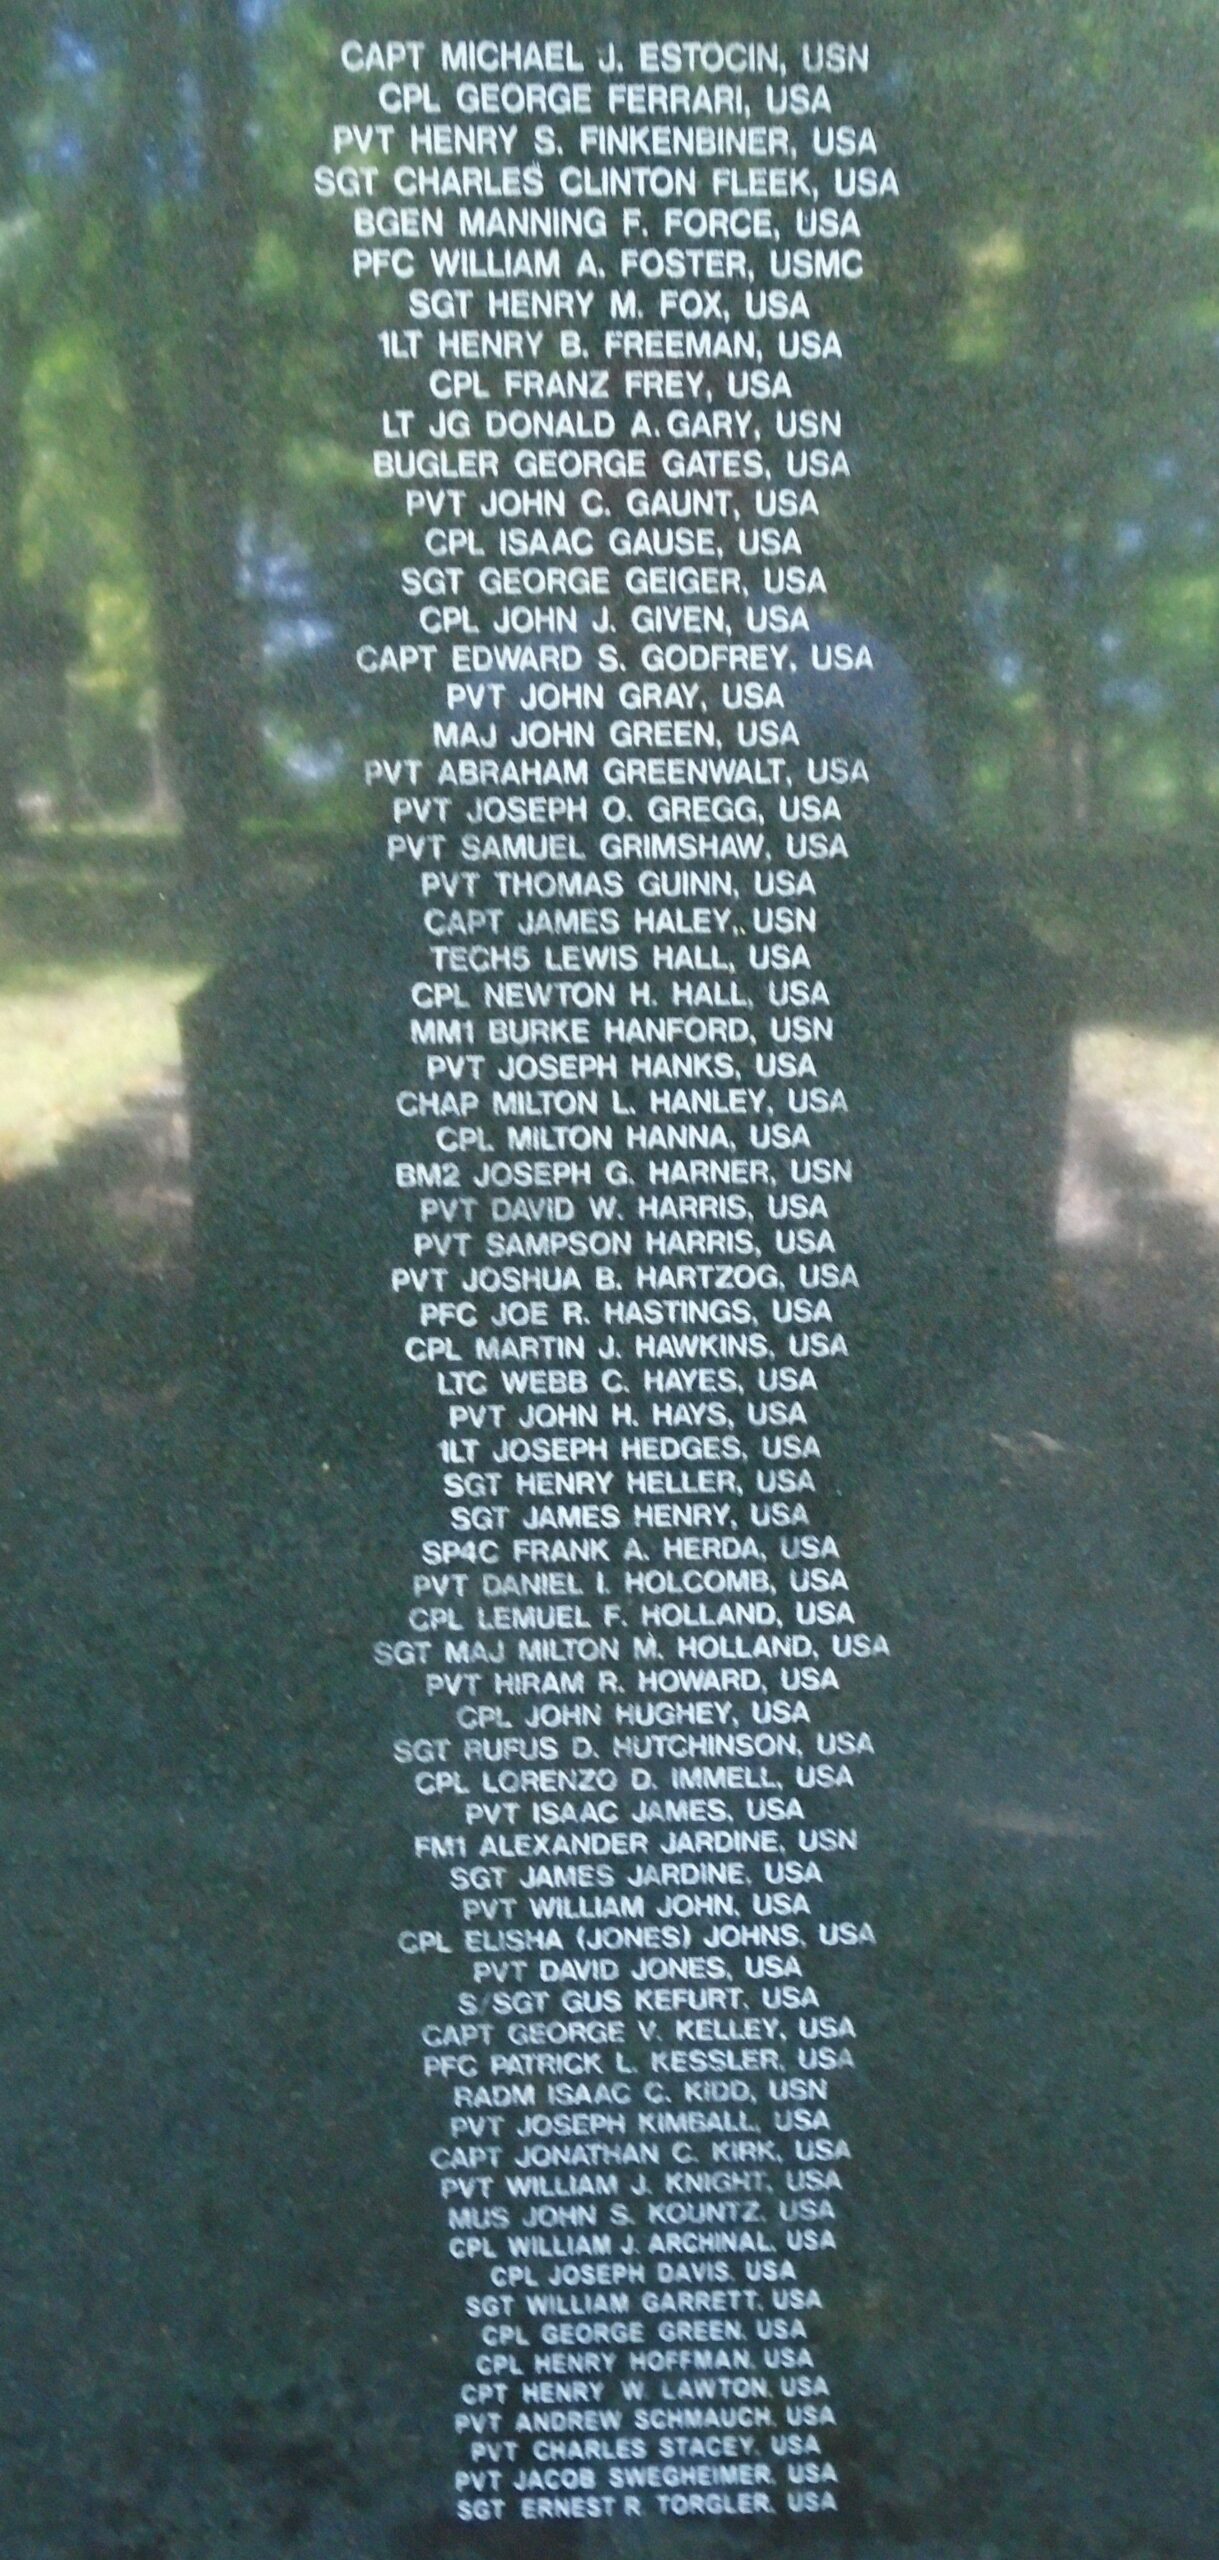 CAPT MICHAEL J. ESTOCIN, USN
CPL GEORGE FERRARI, USA
PVT HENRY S. FINKENBINER, USA
SGT CHARLES CLINTON FLEEK, USA
BGEN MANNING F. FORCE, USA
PFC WILLIAM A. FOSTER, USMC
SGT HENRY M. FOX, USA
1LT HENRY B. FREEMAN, USA
CPL FRANZ FREY, USA
LT JG DONALD A. GARY, USN
BUGLER GEORGE GATES, USA
PVT JOHN C. GAUNT, USA
CPL ISAAC GAUSE, USA
SGT GEORGE GEIGER, USA
CPL JOHN J. GIVEN, USA
CAPT EDWARD S. GODFREY, USA
PVT JOHN GRAY, USA
MAJ JOHN GREEN, USA
PVT ABRAHAM GREENWALT, USA
PVT JOSEPH O. GREGG, USA
PVT SAMUEL GRIMSHAW, USA
PVT THOMAS GUINN, USA
CAPT JAMES HALEY, USN
TECH5 LEWIS HALL, USA
CPL NEWTON H. HALL, USA
MM1 BURKE HANFORD, USN
PVT JOSEPH HANKS, USA
CHAP MILTON L. HANLEY, USA
CPL MILTON HANNA, USA
BM2 JOSEPH G. HARNER, USN
PVT DAVID W. HARRIS, USA
PVT SAMPSON HARRIS, USA
PVT JOSHUA B. HARTZOG, USA
PFC JOE R. HASTINGS, USA
CPL MARTIN J. HAWKINS, USA
LTC WEBB C. HAYES, USA
PVT JOHN H. HAYS, USA
1LT JOSEPH HEDGES, USA
SGT HENRY HELLER, USA
SGT JAMES HENRY, USA
SP4C FRANK A. HERDA, USA
PVT DANIEL I. HOLCOMB, USA
CPL LEMUEL F. HOLLAND, USA
SGT MAJ MILTON M. HOLLAND, USA
PVT HIRAM R. HOWARD, USA
CPL JOHN HUGHEY, USA
SGT RUFUS D. HUTCHINSON, USA
CPL LORENZO D. IMMELL, USA
PVT ISAAC JAMES, USA
FM1 ALEXANDER JARDINE, USN
SGT JAMES JARDINE, USA
PVT WILLIAM JOHN, USA
CPL ELISHA (JONES) JOHNS, USA
PVT DAVID JONES, USA
S/SGT GUS KEFURT, USA
CAPT GEORGE V. KELLEY, USA
PFC PATRICK L. KESSLER, USA
RADM ISAAC C. KIDD, USN
PVT JOSEPH KIMBALL, USA
CAPT JONATHAN C. KIRK, USA
PVT WILLIAM J. KNIGHT, USA
MUS JOHN S. KOUNTZ, USA
CPL WILLIAM J. ARCHINAL, USA
CPL JOSEPH DAVIS, USA
SGT WILLIAM GARRETT, USA
CPL GEORGE GREEN, USA
CPL HENRY HOFFMAN, USA
CPT HENRY W. LAWTON, USA
PVT ANDREW SCHMAUCH, USA
PVT CHARLES STACEY, USA
PVT JACOB SWEGHEIMER, USA
SGT ERNEST R. TORGLER, USA